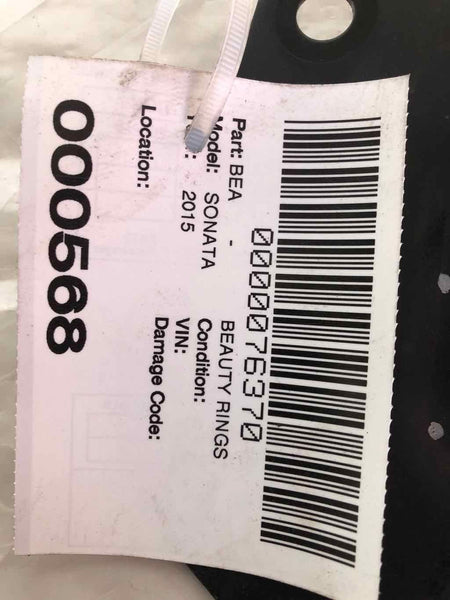 0000076370
Part: BEA - BEAUTY RINGS
Model: SONATA Condition:
2015 VIN:
Location: Damage Code:
000568